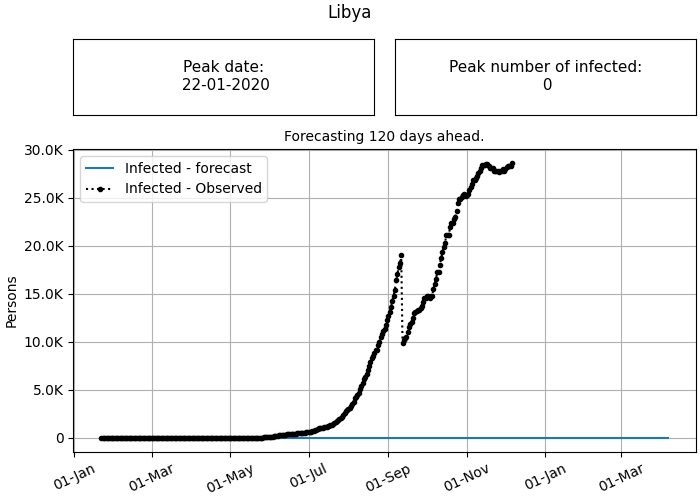 Libya
Peak date:
22-01-2020
Peak number of infected:
0
Forecasting 120 days ahead.
Infected - forecast
Infected - Observed
Persons
30.0K
25.0K
20.0K
15.0K
10.0K
5.0K
0
01-Jan
01-Mar
01-May
01-Jul
01-Sep
01-Nov
01-Jan
01-Mar